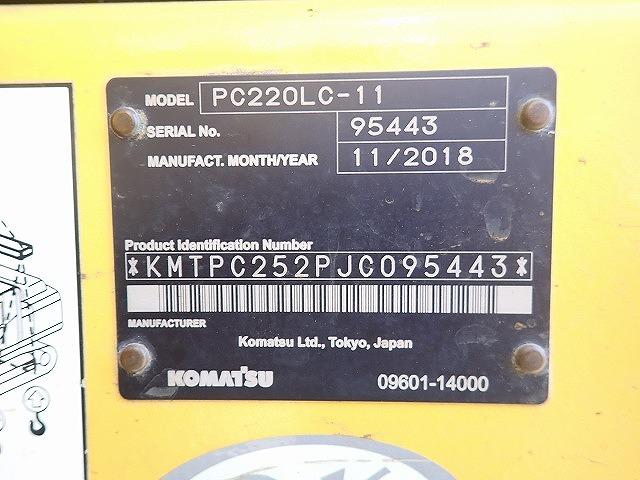 MODEL PC220LC-11
SERIAL No. 95443
MANUFACT. MONTH/YEAR 11/2018
Product Identification Number
*KMTPC252PJC095443*
MANUFACTURER
Komatsu Ltd., Tokyo, Japan
KOMATSU 09601-14000